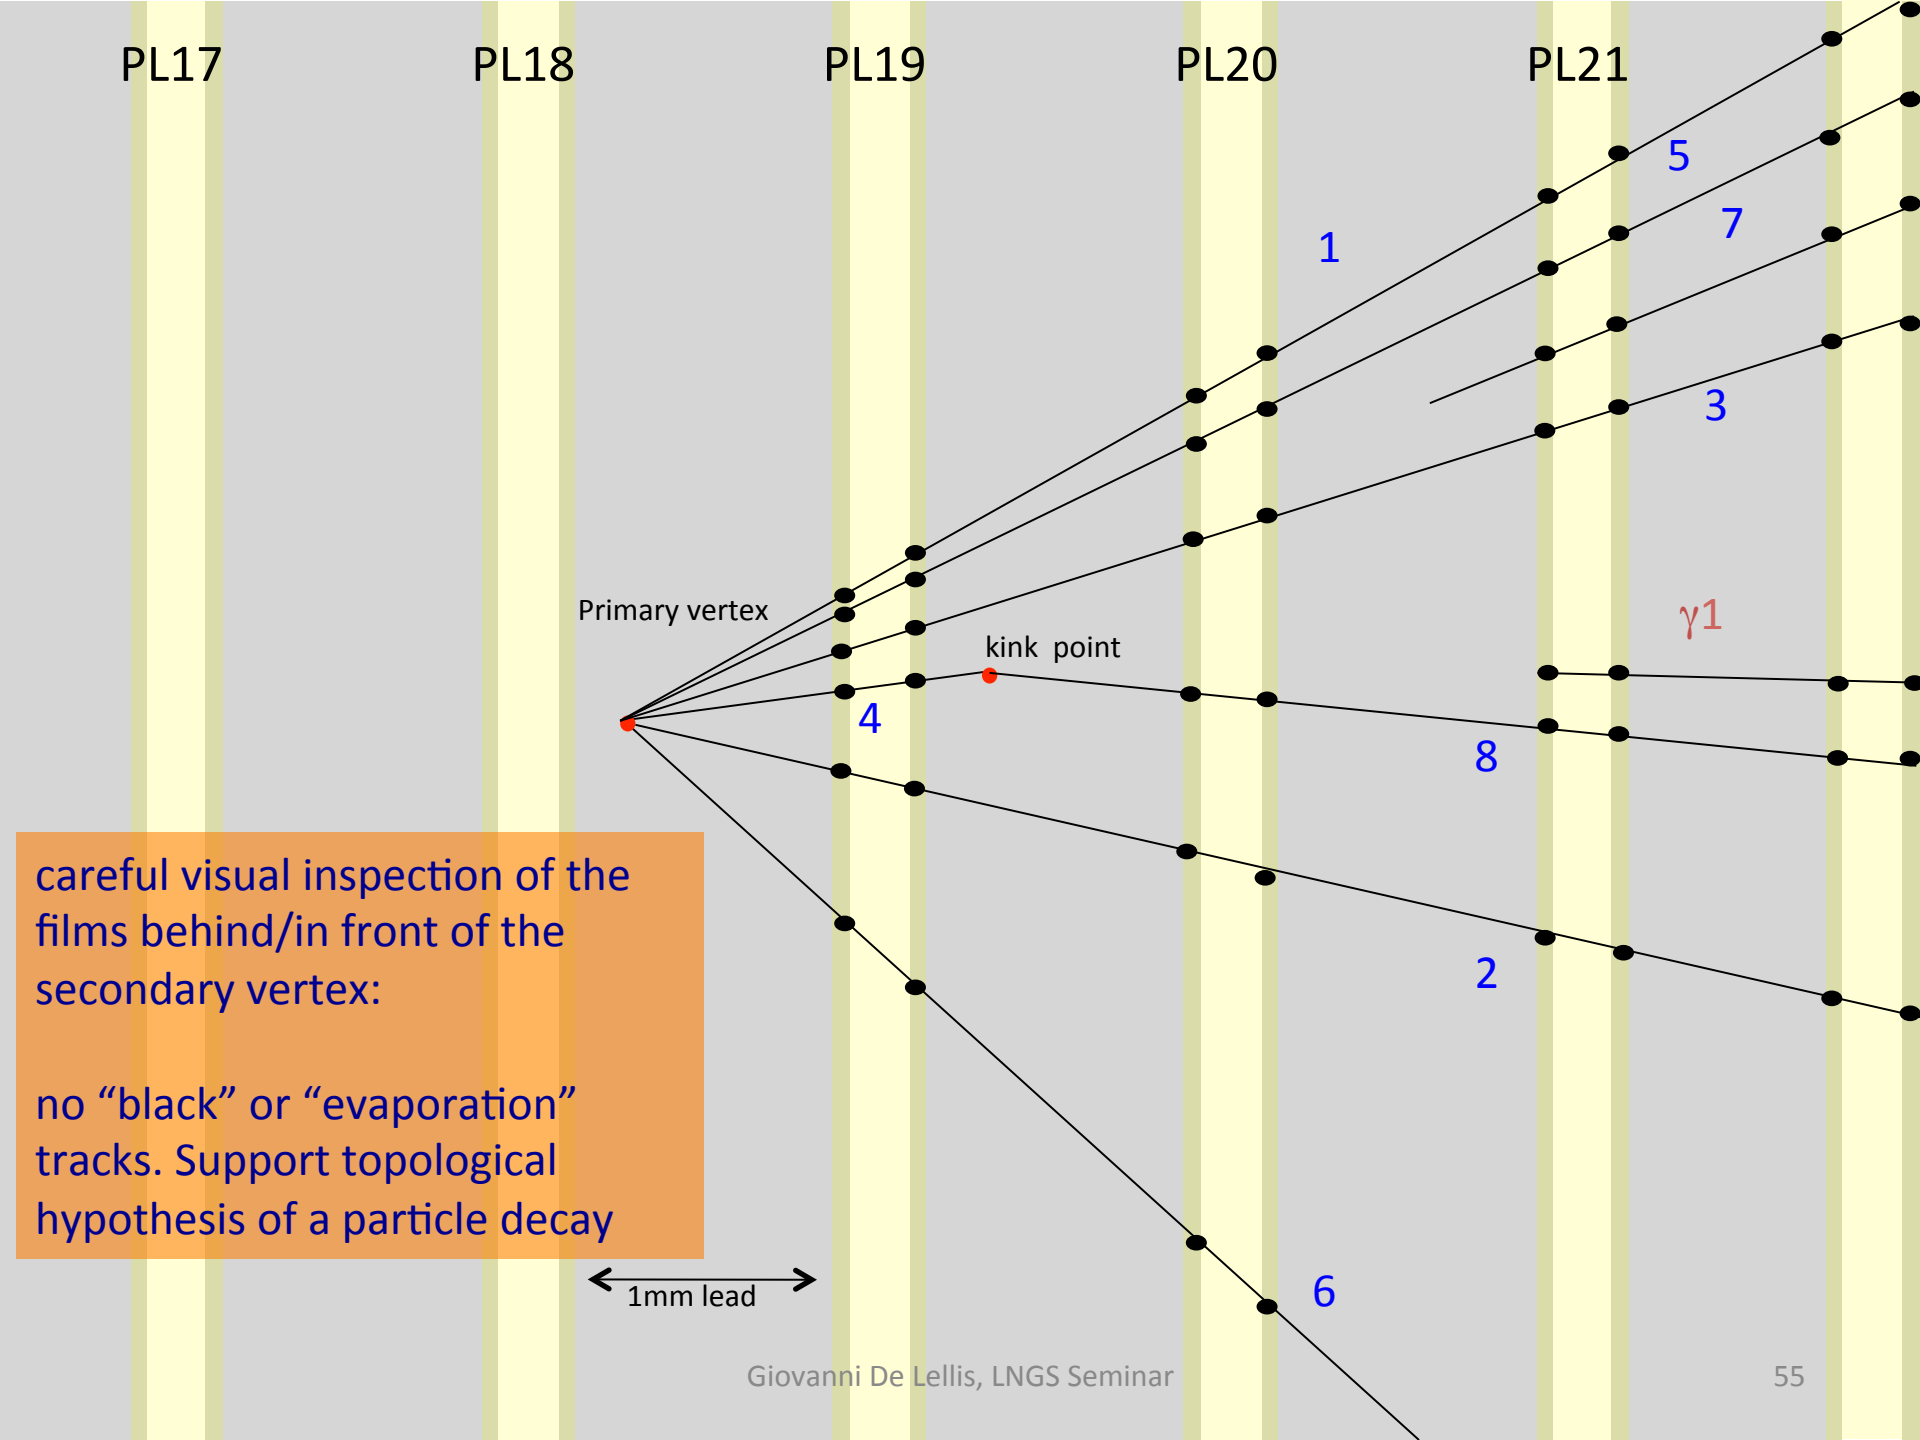 PL17 PL18 PL19 PL20 PL21
5
7
1
3
Primary vertex
γ1
kink point
4
8
careful visual inspection of the
films behind/in front of the
secondary vertex:
2
no “black” or “evaporation”
tracks. Support topological
hypothesis of a particle decay
1mm lead
6
Giovanni De Lellis, LNGS Seminar
55